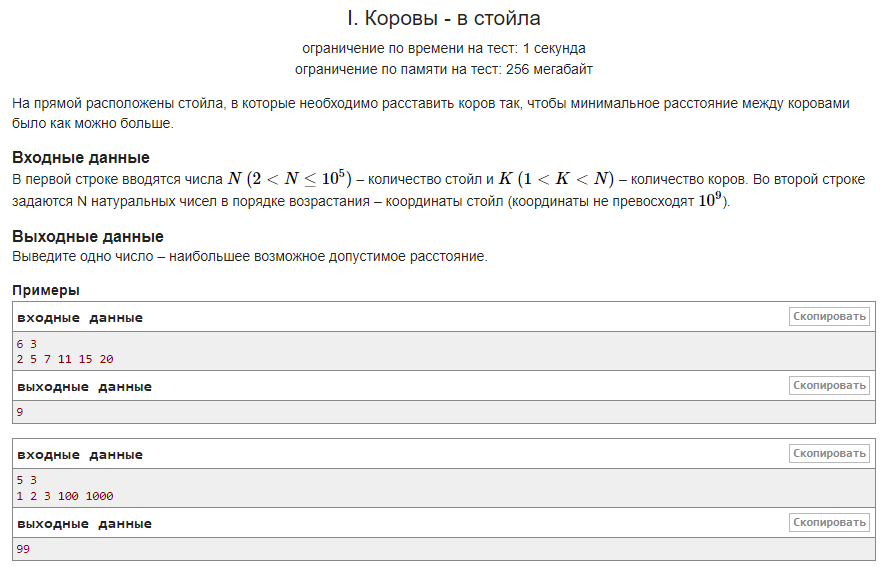 I. Коровы - в стойла
ограничение по времени на тест: 1 секунда
ограничение по памяти на тест: 256 мегабайт
На прямой расположены стойла, в которые необходимо расставить коров так, чтобы минимальное расстояние между коровами
было как можно больше.
Входные данные
В первой строке вводятся числа N (2 < N ≤ 10⁵) – количество стойл и K (1 < K < N) – количество коров. Во второй строке
задаются N натуральных чисел в порядке возрастания – координаты стойл (координаты не превосходят 10⁹).
Выходные данные
Выведите одно число – наибольшее возможное допустимое расстояние.
Примеры
входные данные Скопировать
6 3
2 5 7 11 15 20
выходные данные Скопировать
9
входные данные Скопировать
5 3
1 2 3 100 1000
выходные данные Скопировать
99